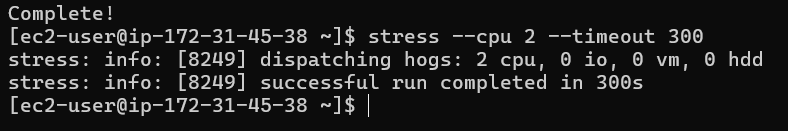 Complete!
[ec2-user@ip-172-31-45-38 ~]$ stress --cpu 2 --timeout 300
stress: info: [8249] dispatching hogs: 2 cpu, 0 io, 0 vm, 0 hdd
stress: info: [8249] successful run completed in 300s
[ec2-user@ip-172-31-45-38 ~]$